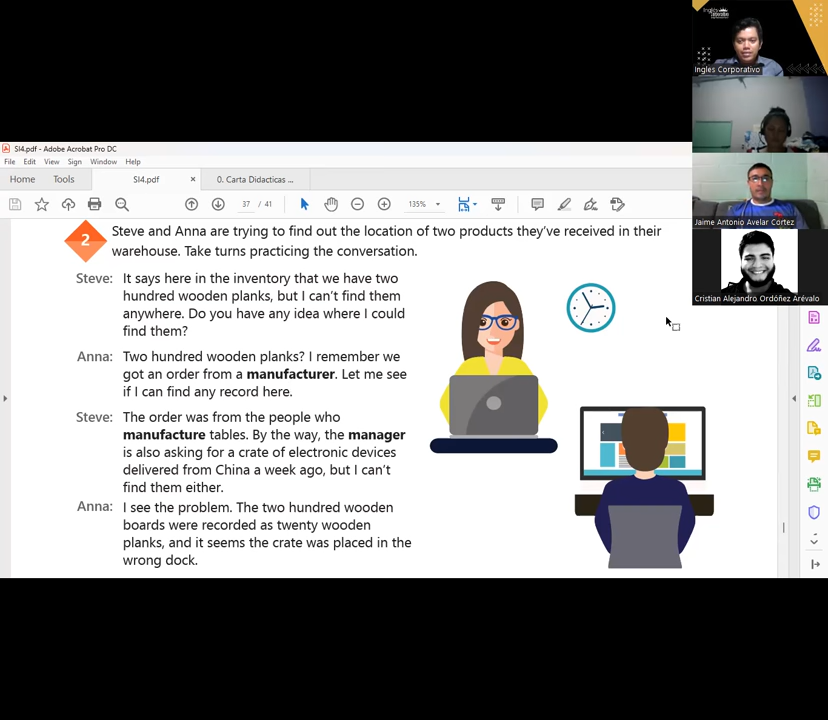 SI4.pdf - Adobe Acrobat Pro DC
File Edit View Sign Window Help
Home Tools SI4.pdf × 0. Carta Didacticas ...
37 / 41 135%
2
Steve and Anna are trying to find out the location of two products they've received in their
warehouse. Take turns practicing the conversation.
Steve: It says here in the inventory that we have two
hundred wooden planks, but I can't find them
anywhere. Do you have any idea where I could
find them?
Anna: Two hundred wooden planks? I remember we
got an order from a manufacturer. Let me see
if I can find any record here.
Steve: The order was from the people who
manufacture tables. By the way, the manager
is also asking for a crate of electronic devices
delivered from China a week ago, but I can't
find them either.
Anna: I see the problem. The two hundred wooden
boards were recorded as twenty wooden
planks, and it seems the crate was placed in the
wrong dock.
Ingles Corporativo
Jaime Antonio Avelar Cortez
Cristian Alejandro Ordóñez Arévalo